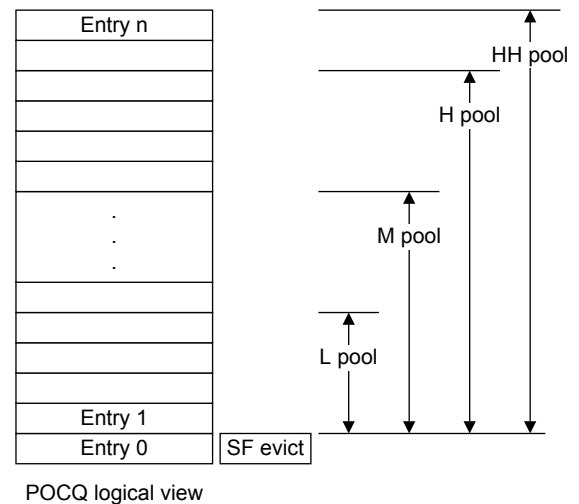 Entry n
HH pool
H pool
.
.
.
M pool
L pool
Entry 1
Entry 0
SF evict
POCQ logical view